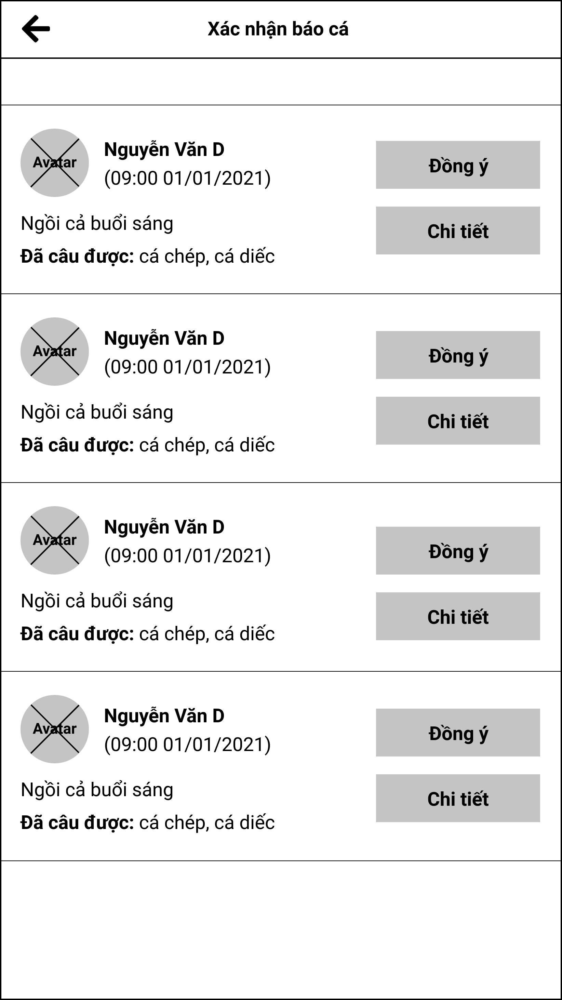 Xác nhận báo cá
Avatar
Nguyễn Văn D
(09:00 01/01/2021)
Đồng ý
Ngồi cả buổi sáng
Chi tiết
Đã câu được: cá chép, cá diếc
Avatar
Nguyễn Văn D
(09:00 01/01/2021)
Đồng ý
Ngồi cả buổi sáng
Chi tiết
Đã câu được: cá chép, cá diếc
Avatar
Nguyễn Văn D
(09:00 01/01/2021)
Đồng ý
Ngồi cả buổi sáng
Chi tiết
Đã câu được: cá chép, cá diếc
Avatar
Nguyễn Văn D
(09:00 01/01/2021)
Đồng ý
Ngồi cả buổi sáng
Chi tiết
Đã câu được: cá chép, cá diếc